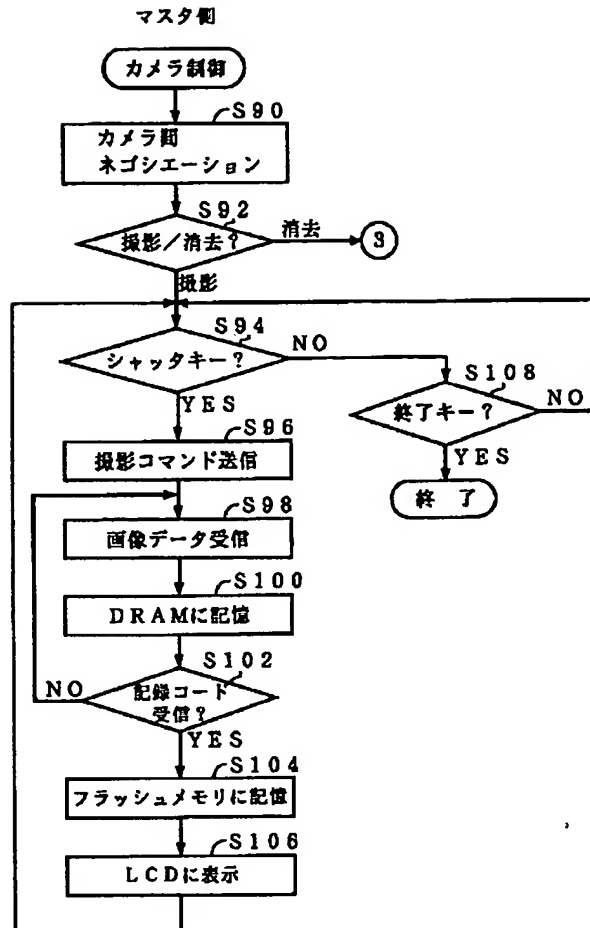 マスタ側
カメラ制御
S90
カメラ間
ネゴシエーション
S92
撮影/消去?
消去
3
撮影
S94
シャッタキー?
NO
S108
終了キー?
NO
YES
YES
終 了
S96
撮影コマンド送信
S98
画像データ受信
S100
DRAMに記憶
S102
記録コード
受信?
NO
YES
S104
フラッシュメモリに記憶
S106
LCDに表示